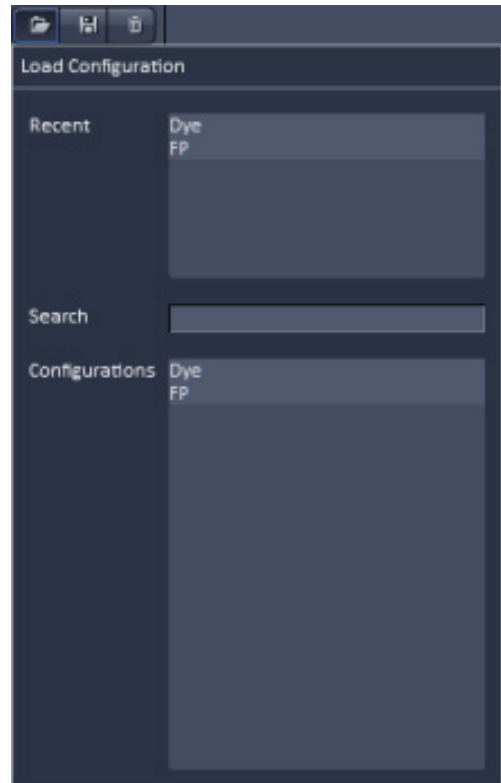 Load Configuration
Recent
Dye
FP
Search
Configurations
Dye
FP